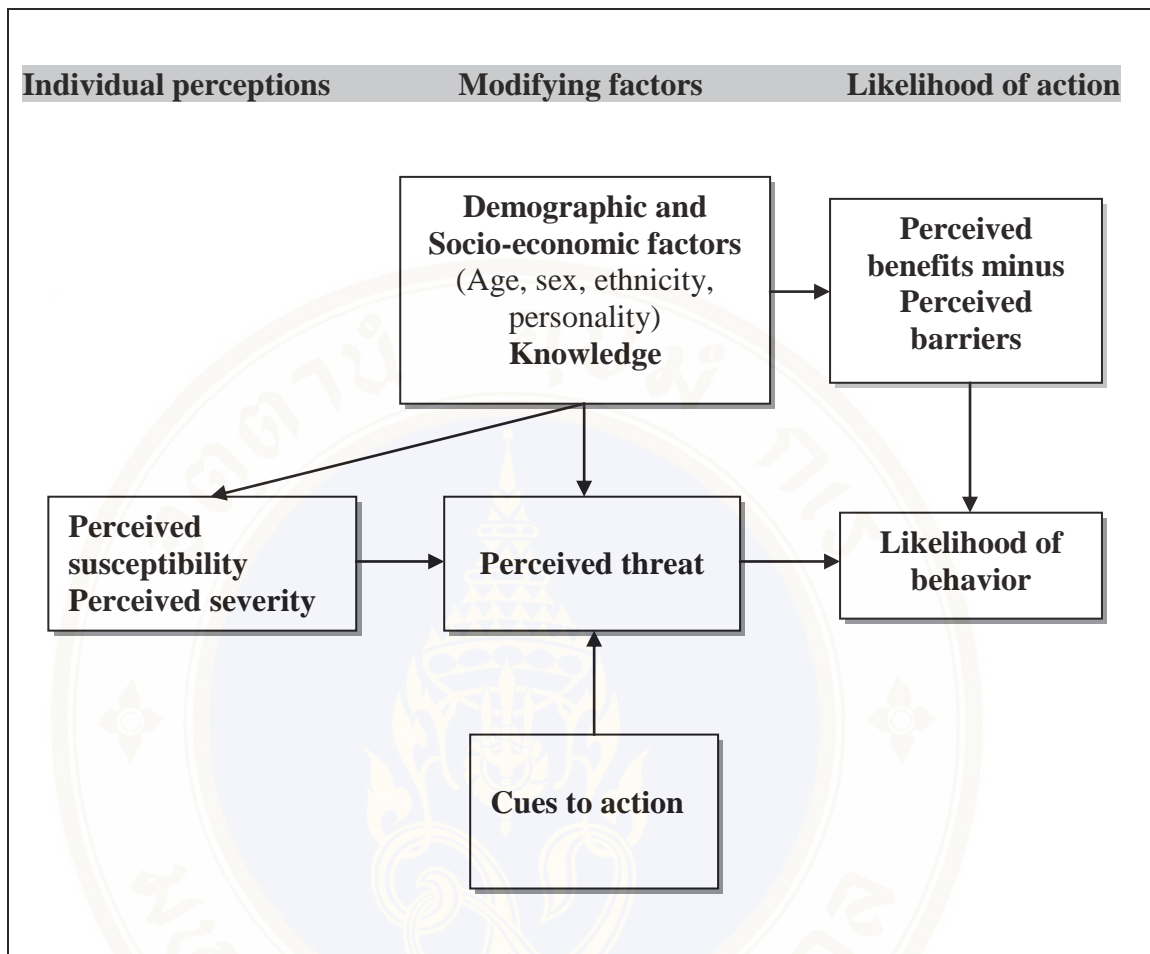 Individual perceptions Modifying factors Likelihood of action
Demographic and
Socio-economic factors
(Age, sex, ethnicity,
personality)
Knowledge
Perceived
benefits minus
Perceived
barriers
Perceived
susceptibility
Perceived severity
Perceived threat
Likelihood of
behavior
Cues to action